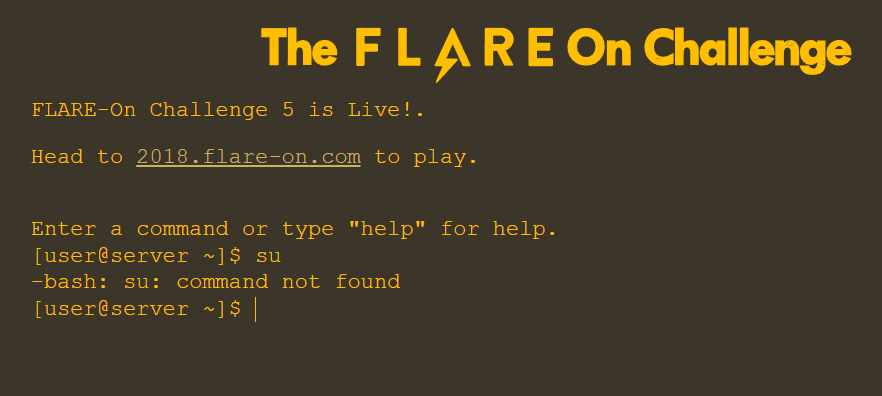 The FLARE On Challenge
FLARE-On Challenge 5 is Live!.
Head to 2018.flare-on.com to play.
Enter a command or type "help" for help.
[user@server ~]$ su
-bash: su: command not found
[user@server ~]$